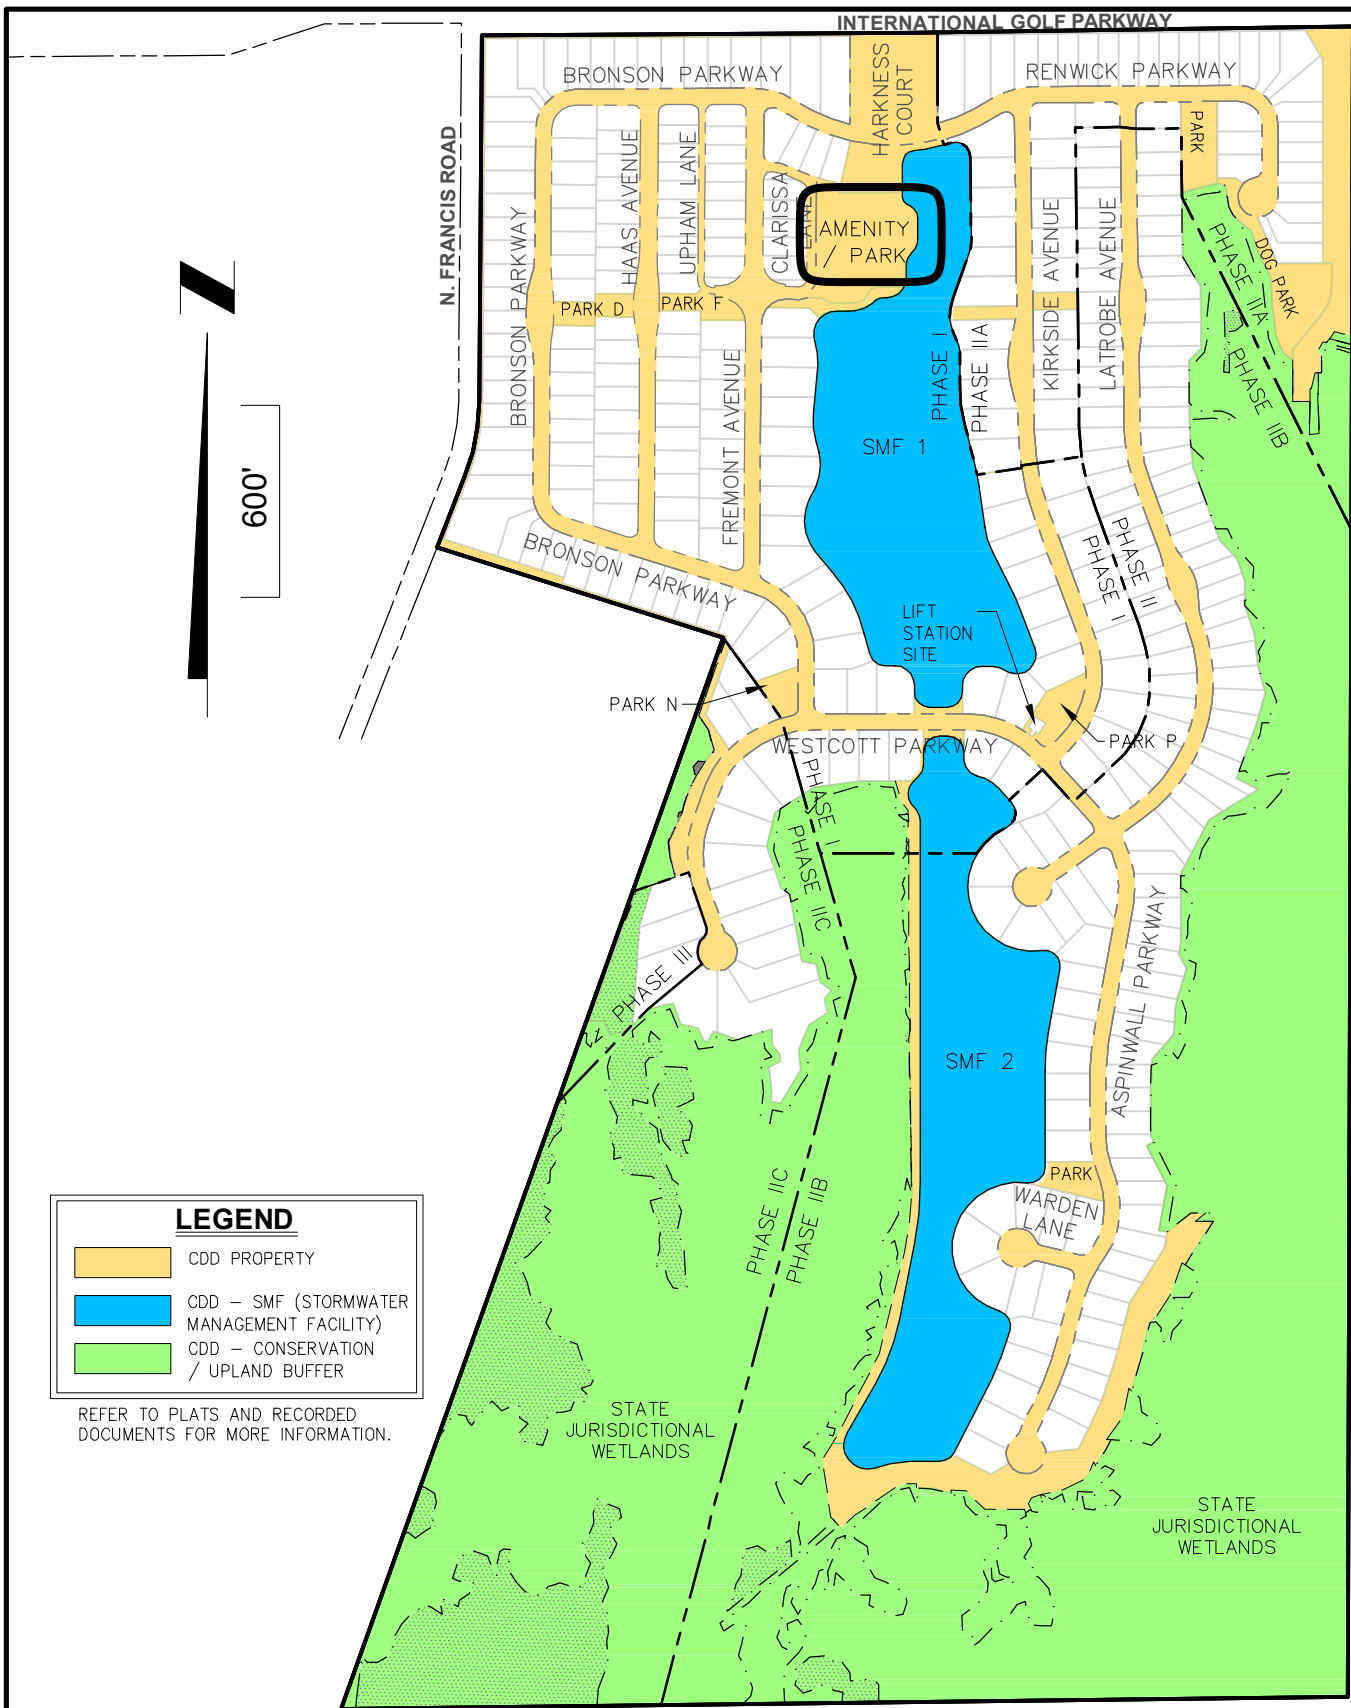 INTERNATIONAL GOLF PARKWAY
BRONSON PARKWAY
HARKNESS
COURT
RENWICK PARKWAY
N. FRANCIS ROAD
BRONSON PARKWAY
HAAS AVENUE
UPHAM LANE
CLARISSA
LANE
AMENITY
/ PARK
KIRKSIDE AVENUE
LATROBE AVENUE
PARK
DOG PARK
PHASE IIA
PHASE IIB
PARK D
PARK F
FREMONT AVENUE
PHASE I
PHASE IIA
SMF 1
600'
BRONSON PARKWAY
PHASE II
PHASE I
LIFT
STATION
SITE
PARK N
WESTCOTT PARKWAY
PARK P
PHASE I
PHASE IIC
PHASE III
ASPINWALL PARKWAY
SMF 2
PARK
WARDEN
LANE
PHASE IIC
PHASE IIB
LEGEND
CDD PROPERTY
CDD – SMF (STORMWATER
MANAGEMENT FACILITY)
CDD – CONSERVATION
/ UPLAND BUFFER
REFER TO PLATS AND RECORDED
DOCUMENTS FOR MORE INFORMATION.
STATE
JURISDICTIONAL
WETLANDS
STATE
JURISDICTIONAL
WETLANDS